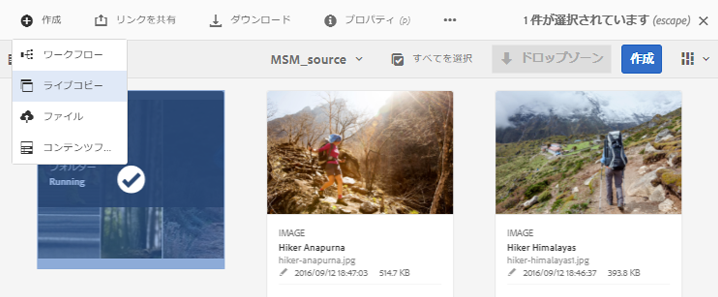 作成 リンクを共有 ダウンロード プロパティ (p) 1 件が選択されています (escape)
ワークフロー
ライブコピー
ファイル
コンテンツフ...
MSM_source すべてを選択 ドロップゾーン 作成
フォルダー
Running
IMAGE
Hiker Anapurna
hiker-anapurna.jpg
2016/09/12 18:47:03 514.7 KB
IMAGE
Hiker Himalayas
hiker-himalayast.jpg
2016/09/12 18:46:37 393.8 KB